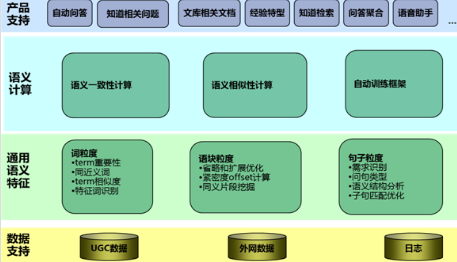 产品支持
自动问答 知道相关问题 文库相关文档 经验特型 知道检索 问答聚合 语音助手 ...
语义计算
语义一致性计算 语义相似性计算 自动训练框架
通用语义特征
词粒度
•term重要性
•同近义词
•term相似度
•特征词识别
语块粒度
•省略和扩展优化
•紧密度offset计算
•同义片段挖掘
句子粒度
•需求识别
•问句类型
•语义结构分析
•子句匹配优化
数据支持
UGC数据 外网数据 日志